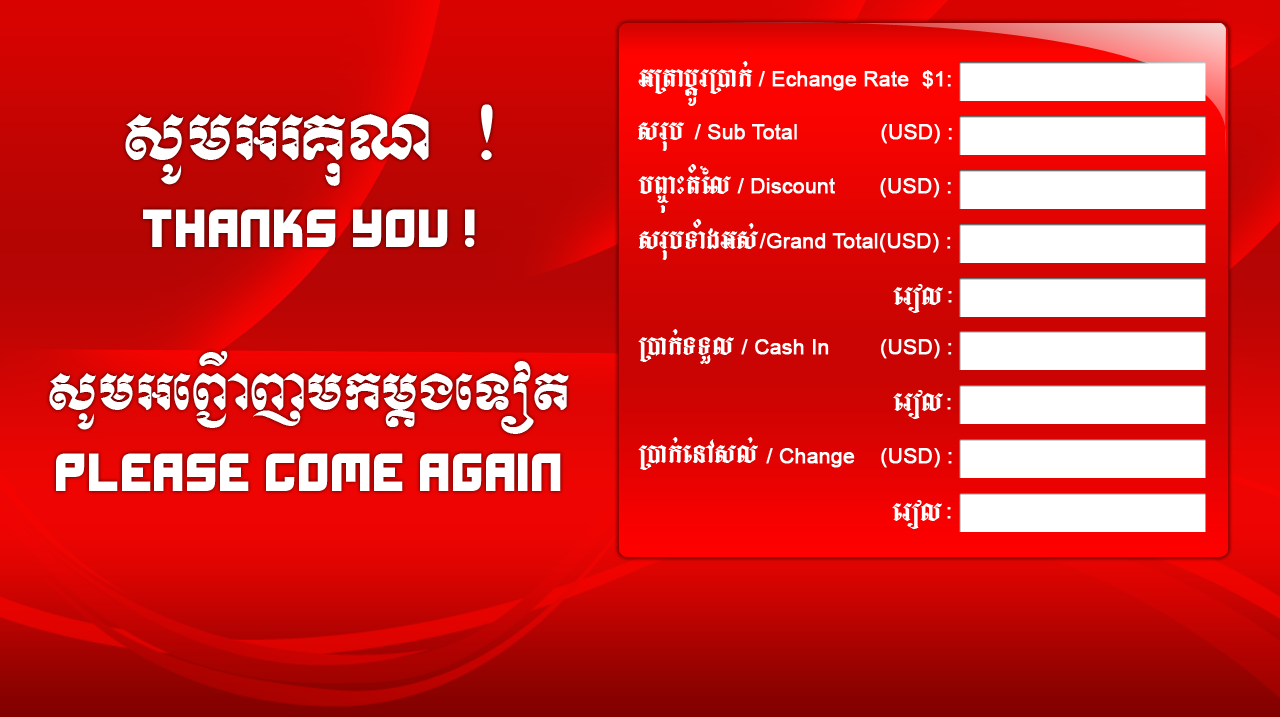 សូមអរគុណ !
THANKS YOU !
សូមអញ្ជើញមកម្ដងទៀត
PLEASE COME AGAIN
អត្រាប្ដូរប្រាក់ / Echange Rate $1:
សរុប / Sub Total (USD) :
បញ្ចុះតំលៃ / Discount (USD) :
សរុបទាំងអស់/Grand Total(USD) :
រៀល :
ប្រាក់ទទួល / Cash In (USD) :
រៀល :
ប្រាក់នៅសល់ / Change (USD) :
រៀល :